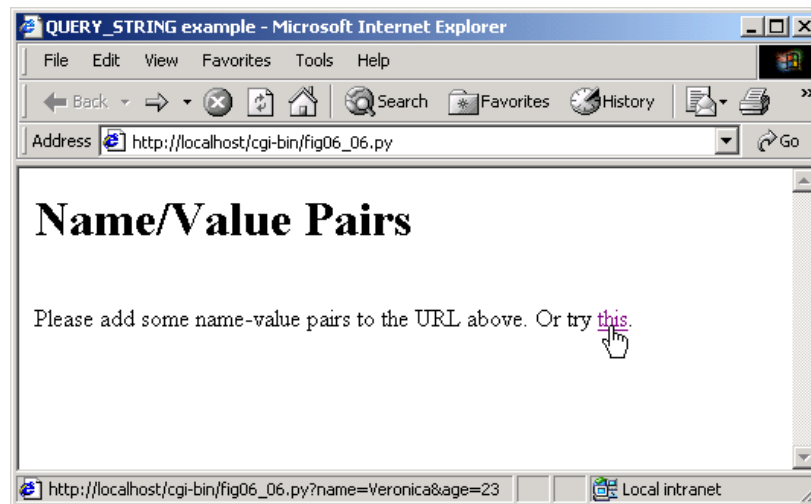 QUERY_STRING example - Microsoft Internet Explorer
File Edit View Favorites Tools Help
Back Search Favorites History »
Address http://localhost/cgi-bin/fig06_06.py Go
Name/Value Pairs
Please add some name-value pairs to the URL above. Or try this.
http://localhost/cgi-bin/fig06_06.py?name=Veronica&age=23 Local intranet